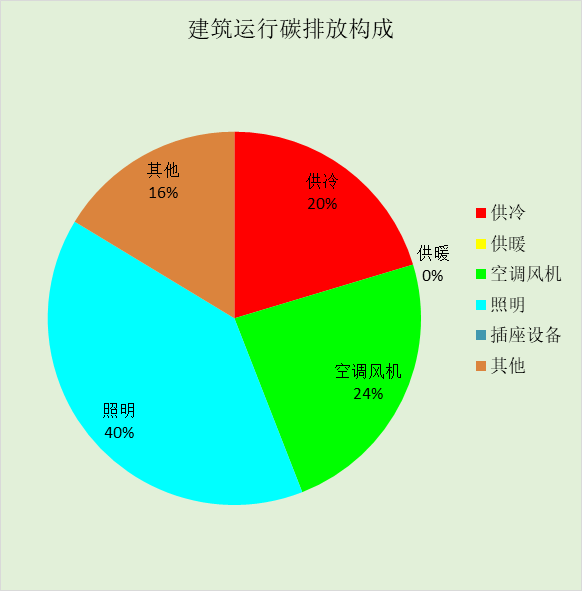 建筑运行碳排放构成
其他
16%
供冷
20%
供暖
0%
空调风机
24%
照明
40%
供冷
供暖
空调风机
照明
插座设备
其他